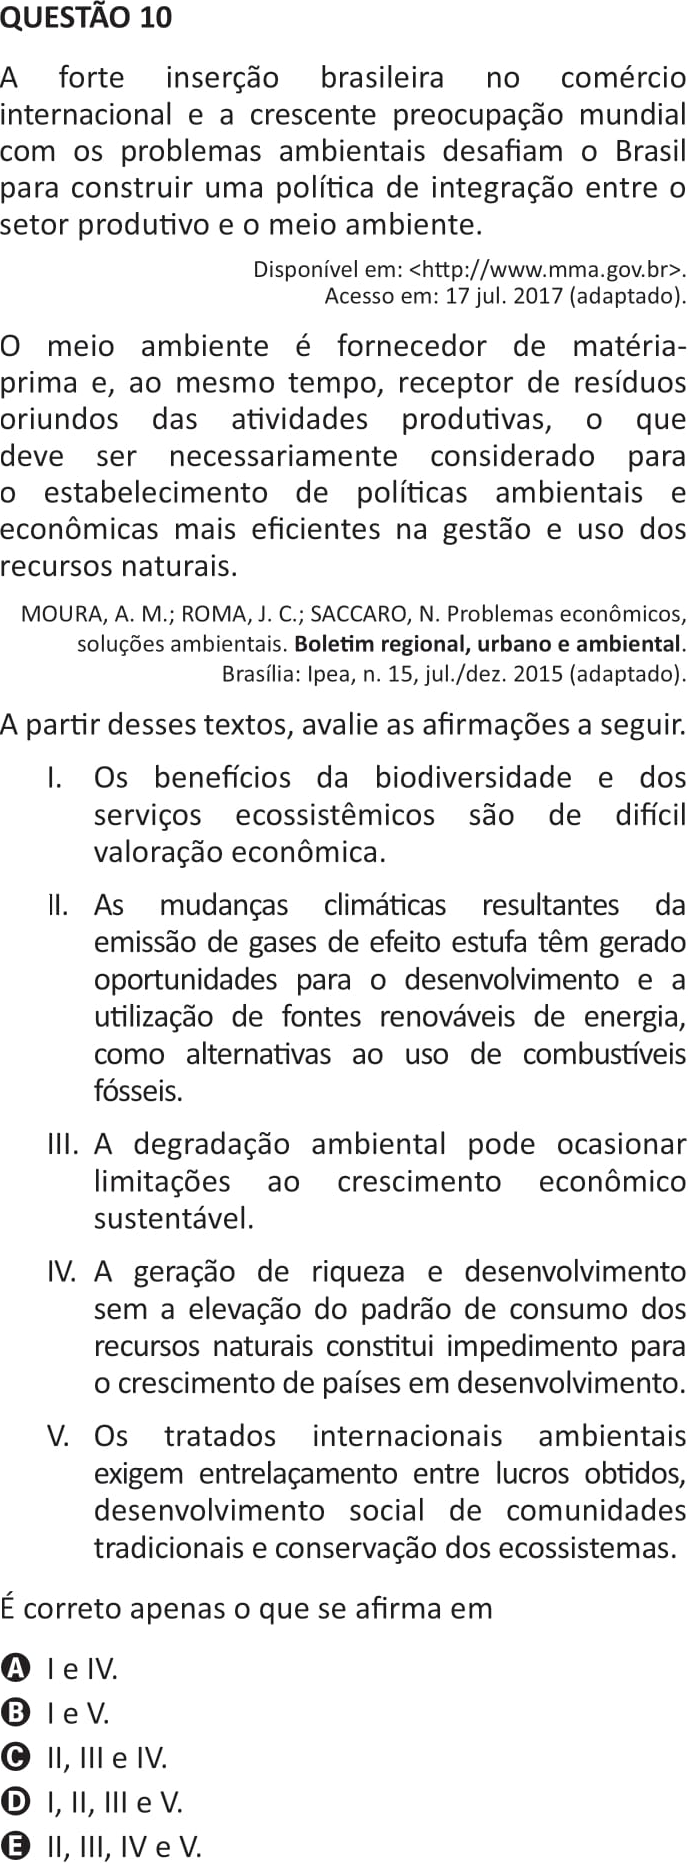 QUESTÃO 10
A forte inserção brasileira no comércio
internacional e a crescente preocupação mundial
com os problemas ambientais desafiam o Brasil
para construir uma política de integração entre o
setor produtivo e o meio ambiente.
Disponível em: <http://www.mma.gov.br>.
Acesso em: 17 jul. 2017 (adaptado).
O meio ambiente é fornecedor de matéria-
prima e, ao mesmo tempo, receptor de resíduos
oriundos das atividades produtivas, o que
deve ser necessariamente considerado para
o estabelecimento de políticas ambientais e
econômicas mais eficientes na gestão e uso dos
recursos naturais.
MOURA, A. M.; ROMA, J. C.; SACCARO, N. Problemas econômicos,
soluções ambientais. Boletim regional, urbano e ambiental.
Brasília: Ipea, n. 15, jul./dez. 2015 (adaptado).
A partir desses textos, avalie as afirmações a seguir.
I. Os benefícios da biodiversidade e dos
serviços ecossistêmicos são de difícil
valoração econômica.
II. As mudanças climáticas resultantes da
emissão de gases de efeito estufa têm gerado
oportunidades para o desenvolvimento e a
utilização de fontes renováveis de energia,
como alternativas ao uso de combustíveis
fósseis.
III. A degradação ambiental pode ocasionar
limitações ao crescimento econômico
sustentável.
IV. A geração de riqueza e desenvolvimento
sem a elevação do padrão de consumo dos
recursos naturais constitui impedimento para
o crescimento de países em desenvolvimento.
V. Os tratados internacionais ambientais
exigem entrelaçamento entre lucros obtidos,
desenvolvimento social de comunidades
tradicionais e conservação dos ecossistemas.
É correto apenas o que se afirma em
A I e IV.
B I e V.
C II, III e IV.
D I, II, III e V.
E II, III, IV e V.